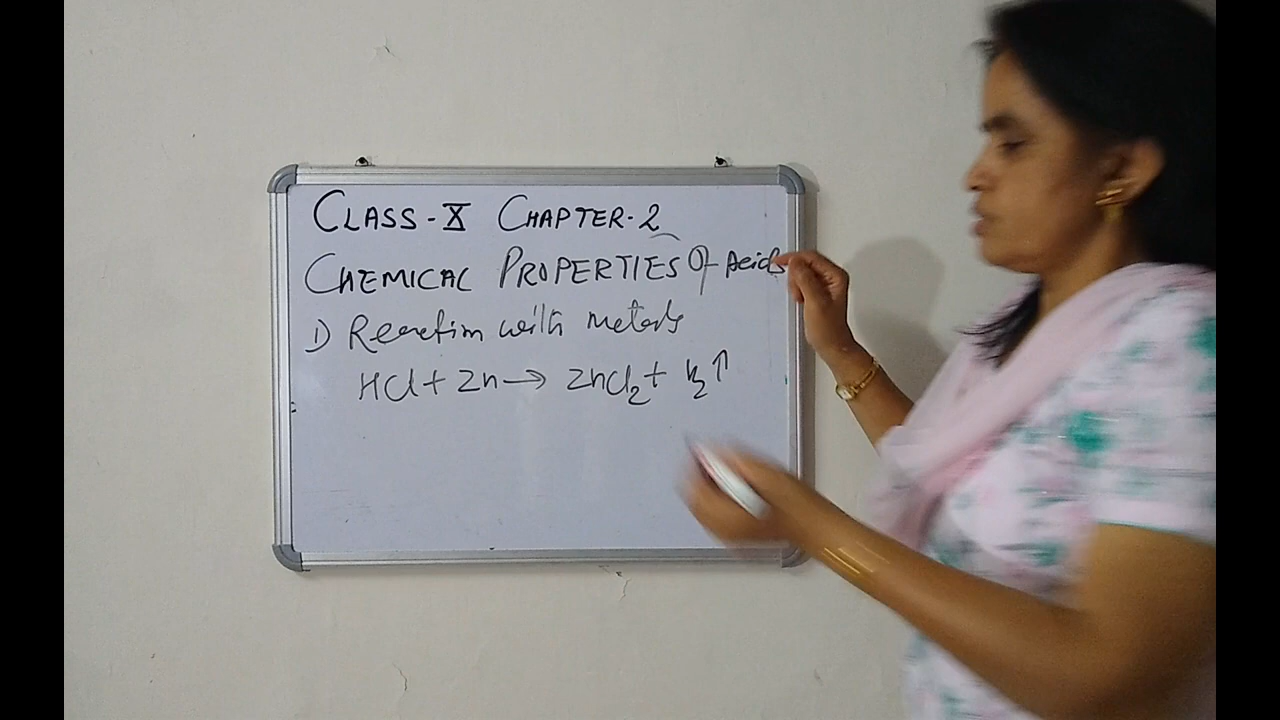 CLASS-X CHAPTER-2
CHEMICAL PROPERTIES Of Acids
1) Reaction with metals
HCl + Zn → ZnCl2 + H2↑